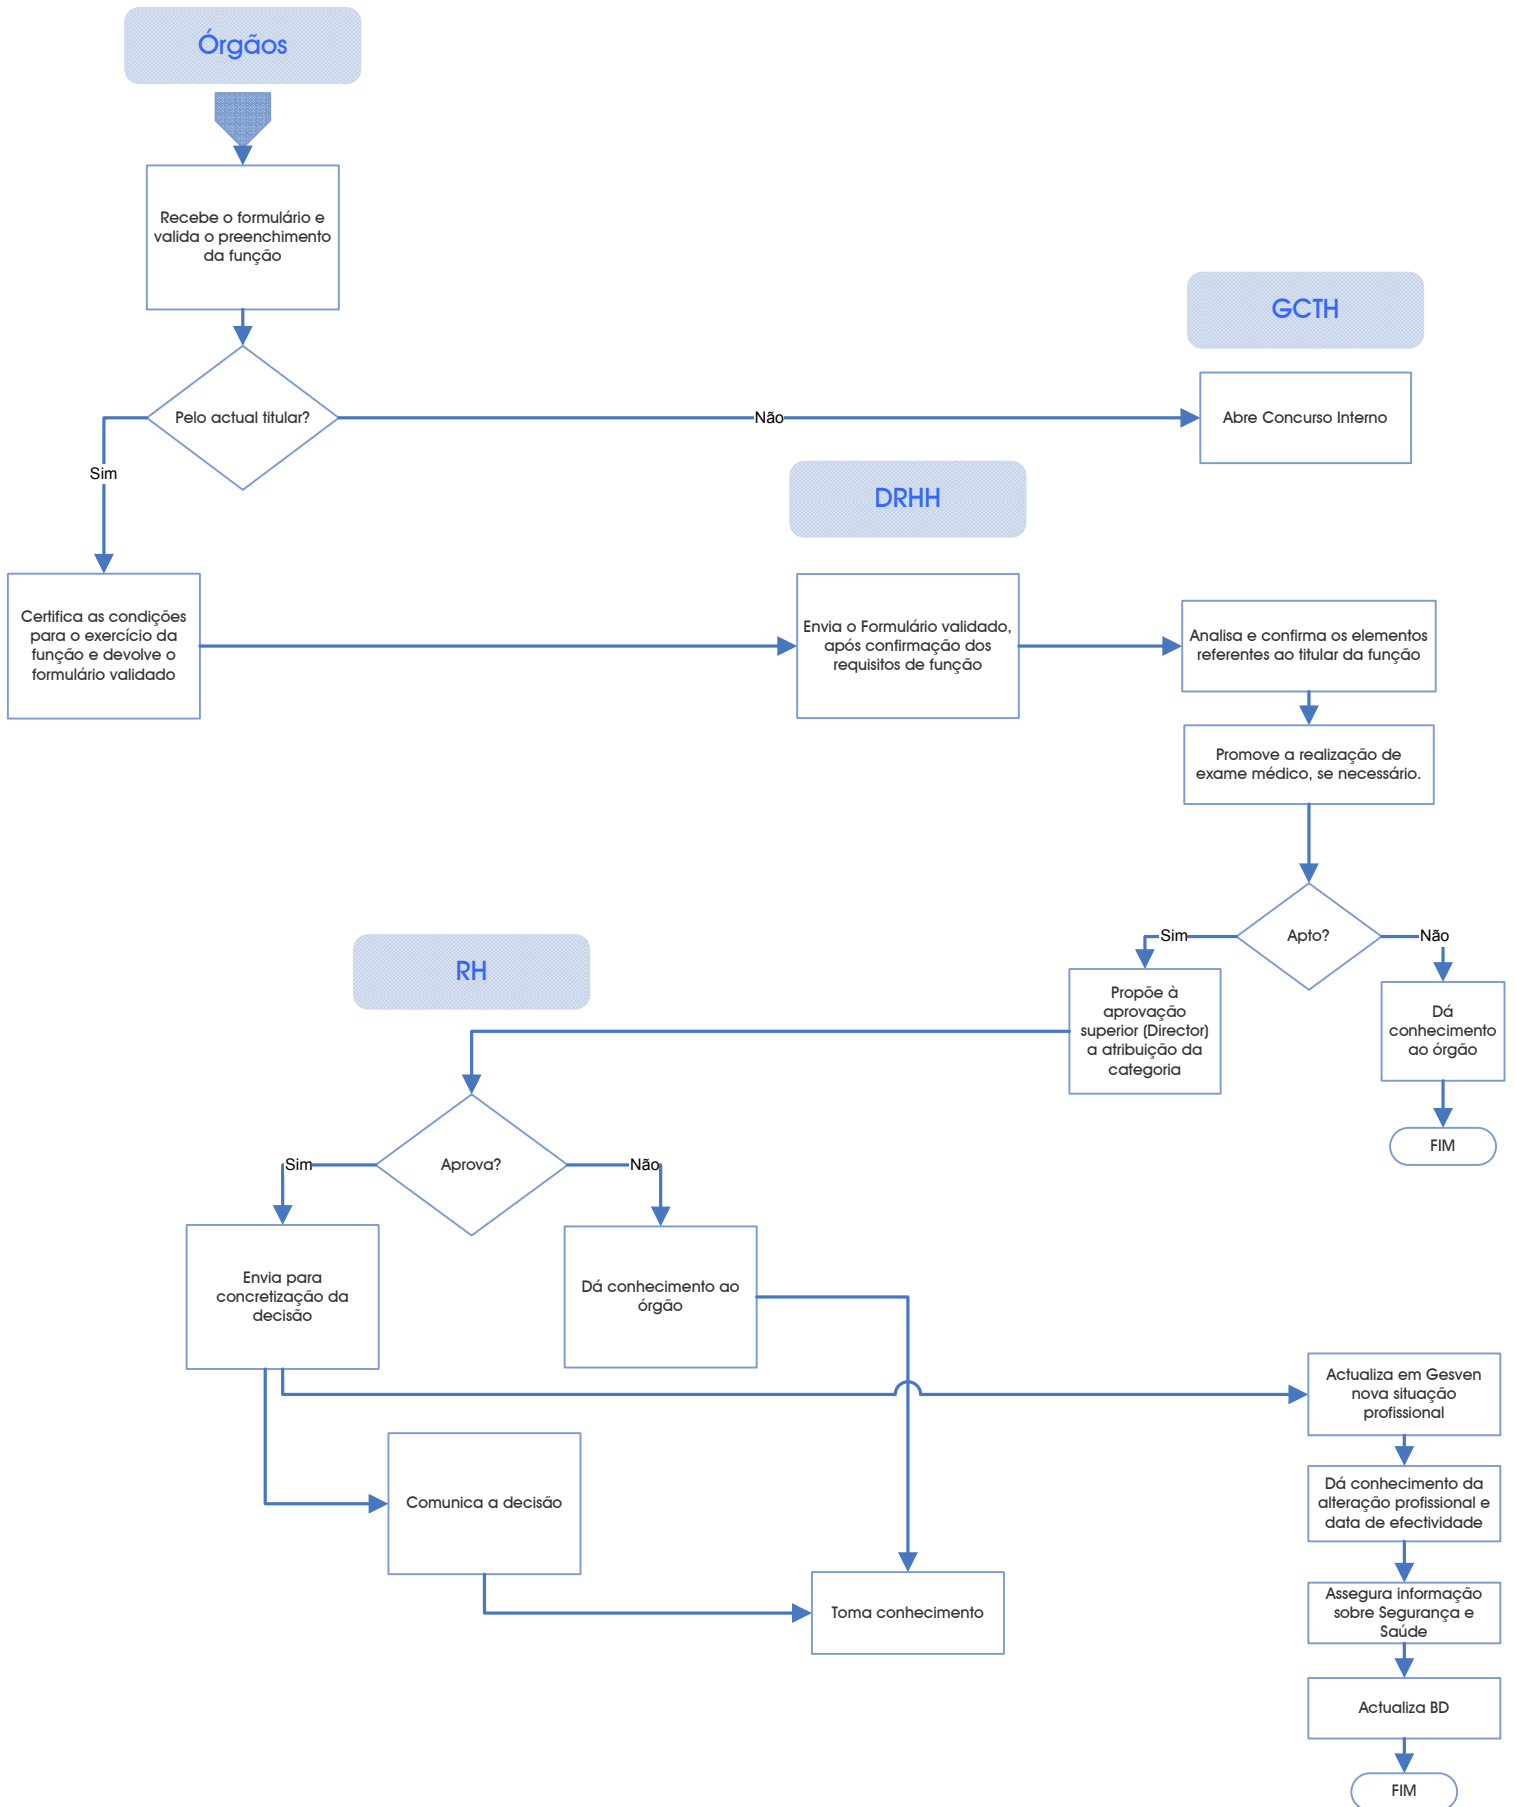 Órgãos
Recebe o formulário e
valida o preenchimento
da função
GCTH
Pelo actual titular?
Não
Abre Concurso Interno
Sim
DRHH
Certifica as condições
para o exercício da
função e devolve o
formulário validado
Envia o Formulário validado,
após confirmação dos
requisitos de função
Analisa e confirma os elementos
referentes ao titular da função
Promove a realização de
exame médico, se necessário.
Sim
Apto?
Não
RH
Propõe à
aprovação
superior (Director)
a atribuição da
categoria
Dá
conhecimento
ao órgão
FIM
Sim
Aprova?
Não
Envia para
concretização da
decisão
Dá conhecimento ao
órgão
Actualiza em Gesven
nova situação
profissional
Comunica a decisão
Dá conhecimento da
alteração profissional e
data de efectividade
Toma conhecimento
Assegura informação
sobre Segurança e
Saúde
Actualiza BD
FIM